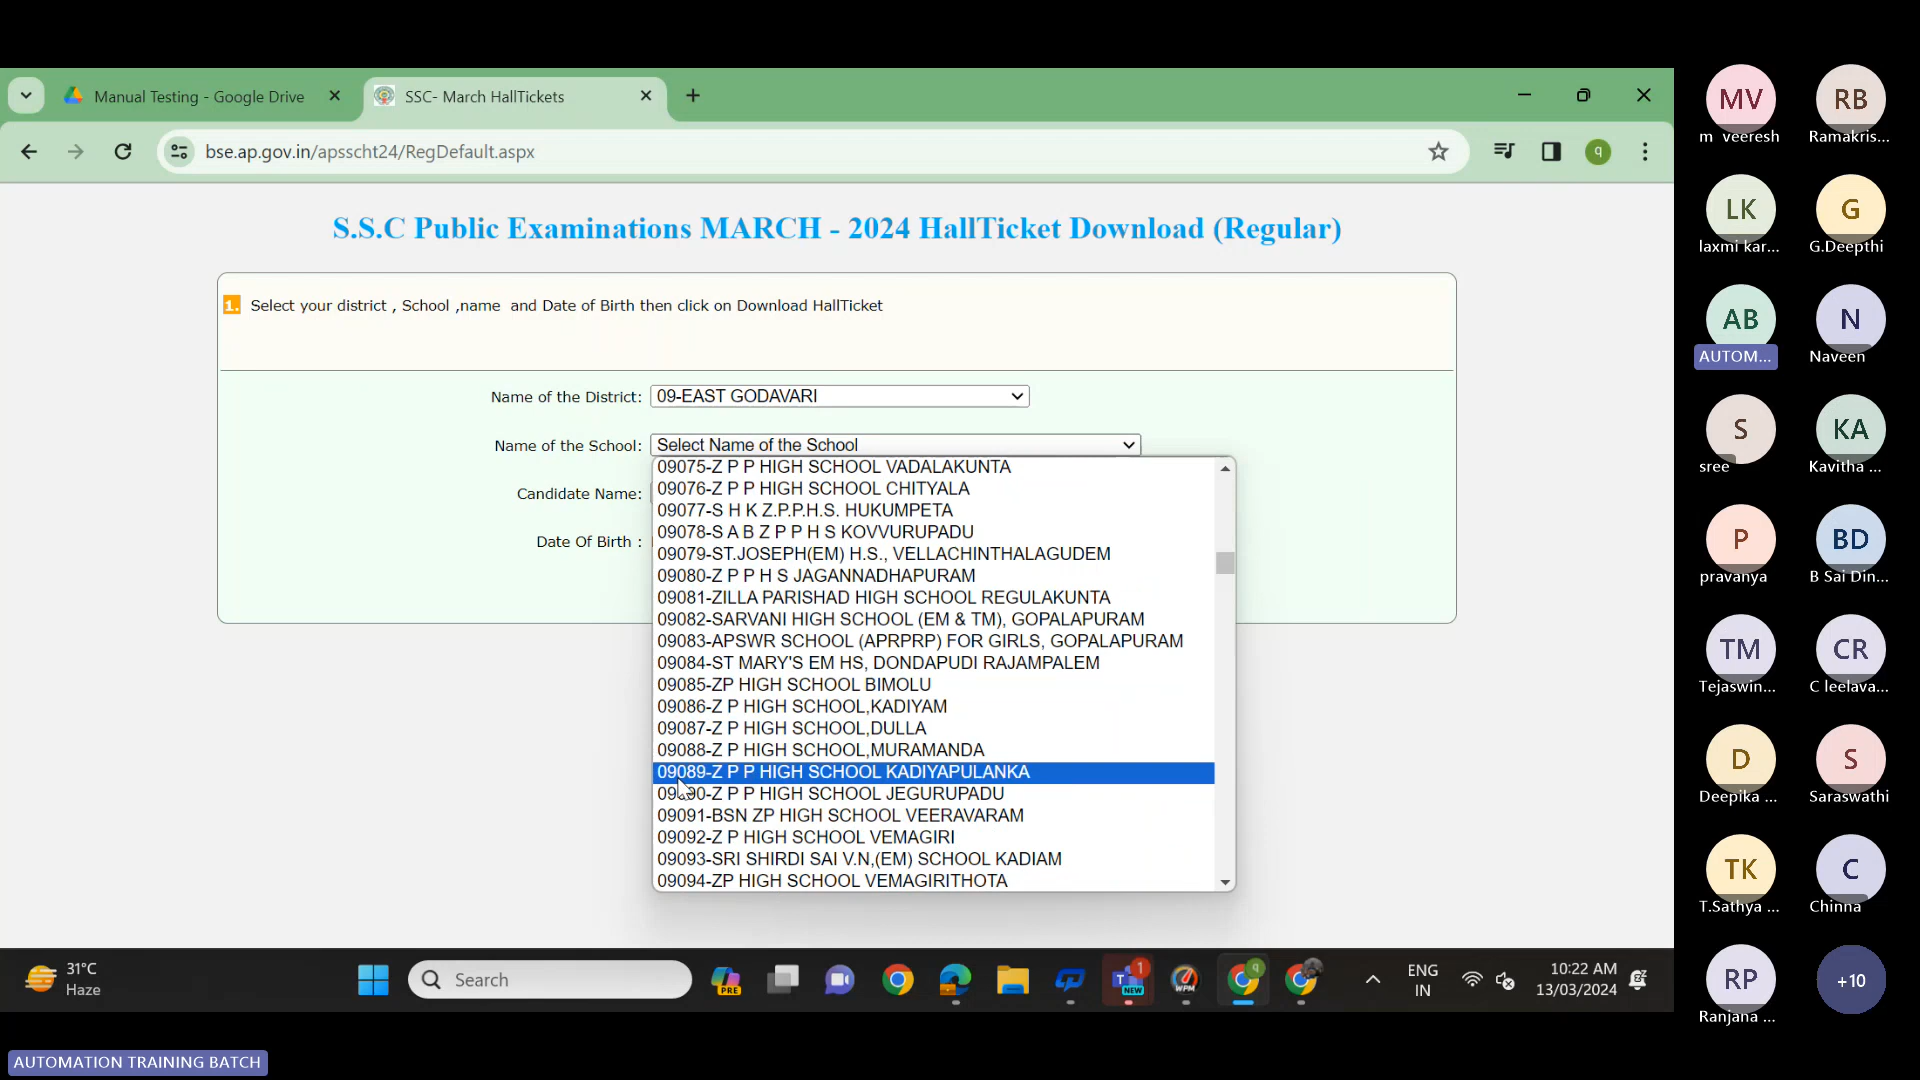 Manual Testing - Google Drive
SSC- March HallTickets
bse.ap.gov.in/apsscht24/RegDefault.aspx
q
S.S.C Public Examinations MARCH - 2024 HallTicket Download (Regular)
1. Select your district , School ,name and Date of Birth then click on Download HallTicket
Name of the District: 09-EAST GODAVARI
Name of the School: Select Name of the School
Candidate Name:
Date Of Birth :
09075-Z P P HIGH SCHOOL VADALAKUNTA
09076-Z P P HIGH SCHOOL CHITYALA
09077-S H K Z.P.P.H.S. HUKUMPETA
09078-S A B Z P P H S KOVVURUPADU
09079-ST.JOSEPH(EM) H.S., VELLACHINTHALAGUDEM
09080-Z P P H S JAGANNADHAPURAM
09081-ZILLA PARISHAD HIGH SCHOOL REGULAKUNTA
09082-SARVANI HIGH SCHOOL (EM & TM), GOPALAPURAM
09083-APSWR SCHOOL (APRPRP) FOR GIRLS, GOPALAPURAM
09084-ST MARY'S EM HS, DONDAPUDI RAJAMPALEM
09085-ZP HIGH SCHOOL BIMOLU
09086-Z P HIGH SCHOOL,KADIYAM
09087-Z P HIGH SCHOOL,DULLA
09088-Z P HIGH SCHOOL,MURAMANDA
09089-Z P P HIGH SCHOOL KADIYAPULANKA
09090-Z P P HIGH SCHOOL JEGURUPADU
09091-BSN ZP HIGH SCHOOL VEERAVARAM
09092-Z P HIGH SCHOOL VEMAGIRI
09093-SRI SHIRDI SAI V.N,(EM) SCHOOL KADIAM
09094-ZP HIGH SCHOOL VEMAGIRITHOTA
MV RB
m veeresh Ramakris...
LK G
laxmi kar... G.Deepthi
AB N
AUTOM... Naveen
S KA
sree Kavitha ...
P BD
pravanya B Sai Din...
TM CR
Tejaswin... C leelava...
D S
Deepika ... Saraswathi
TK C
T.Sathya ... Chinna
RP +10
Ranjana ...
31°C
Haze
Search
PRE
1
NEW
WPM
q
ENG
IN
10:22 AM
13/03/2024
AUTOMATION TRAINING BATCH